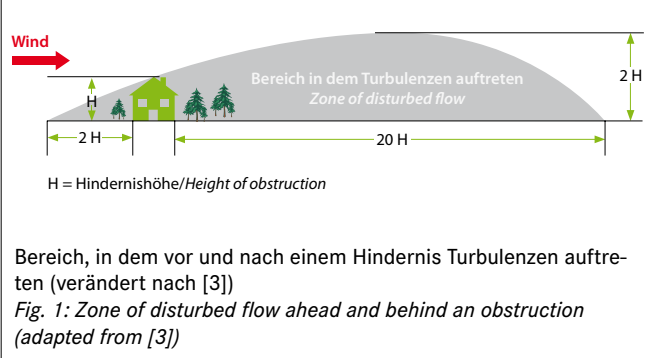 Wind
Bereich in dem Turbulenzen auftreten
Zone of disturbed flow
H
2 H
2 H
20 H
H = Hindernishöhe/Height of obstruction
Bereich, in dem vor und nach einem Hindernis Turbulenzen auftre-
ten (verändert nach [3])
Fig. 1: Zone of disturbed flow ahead and behind an obstruction
(adapted from [3])